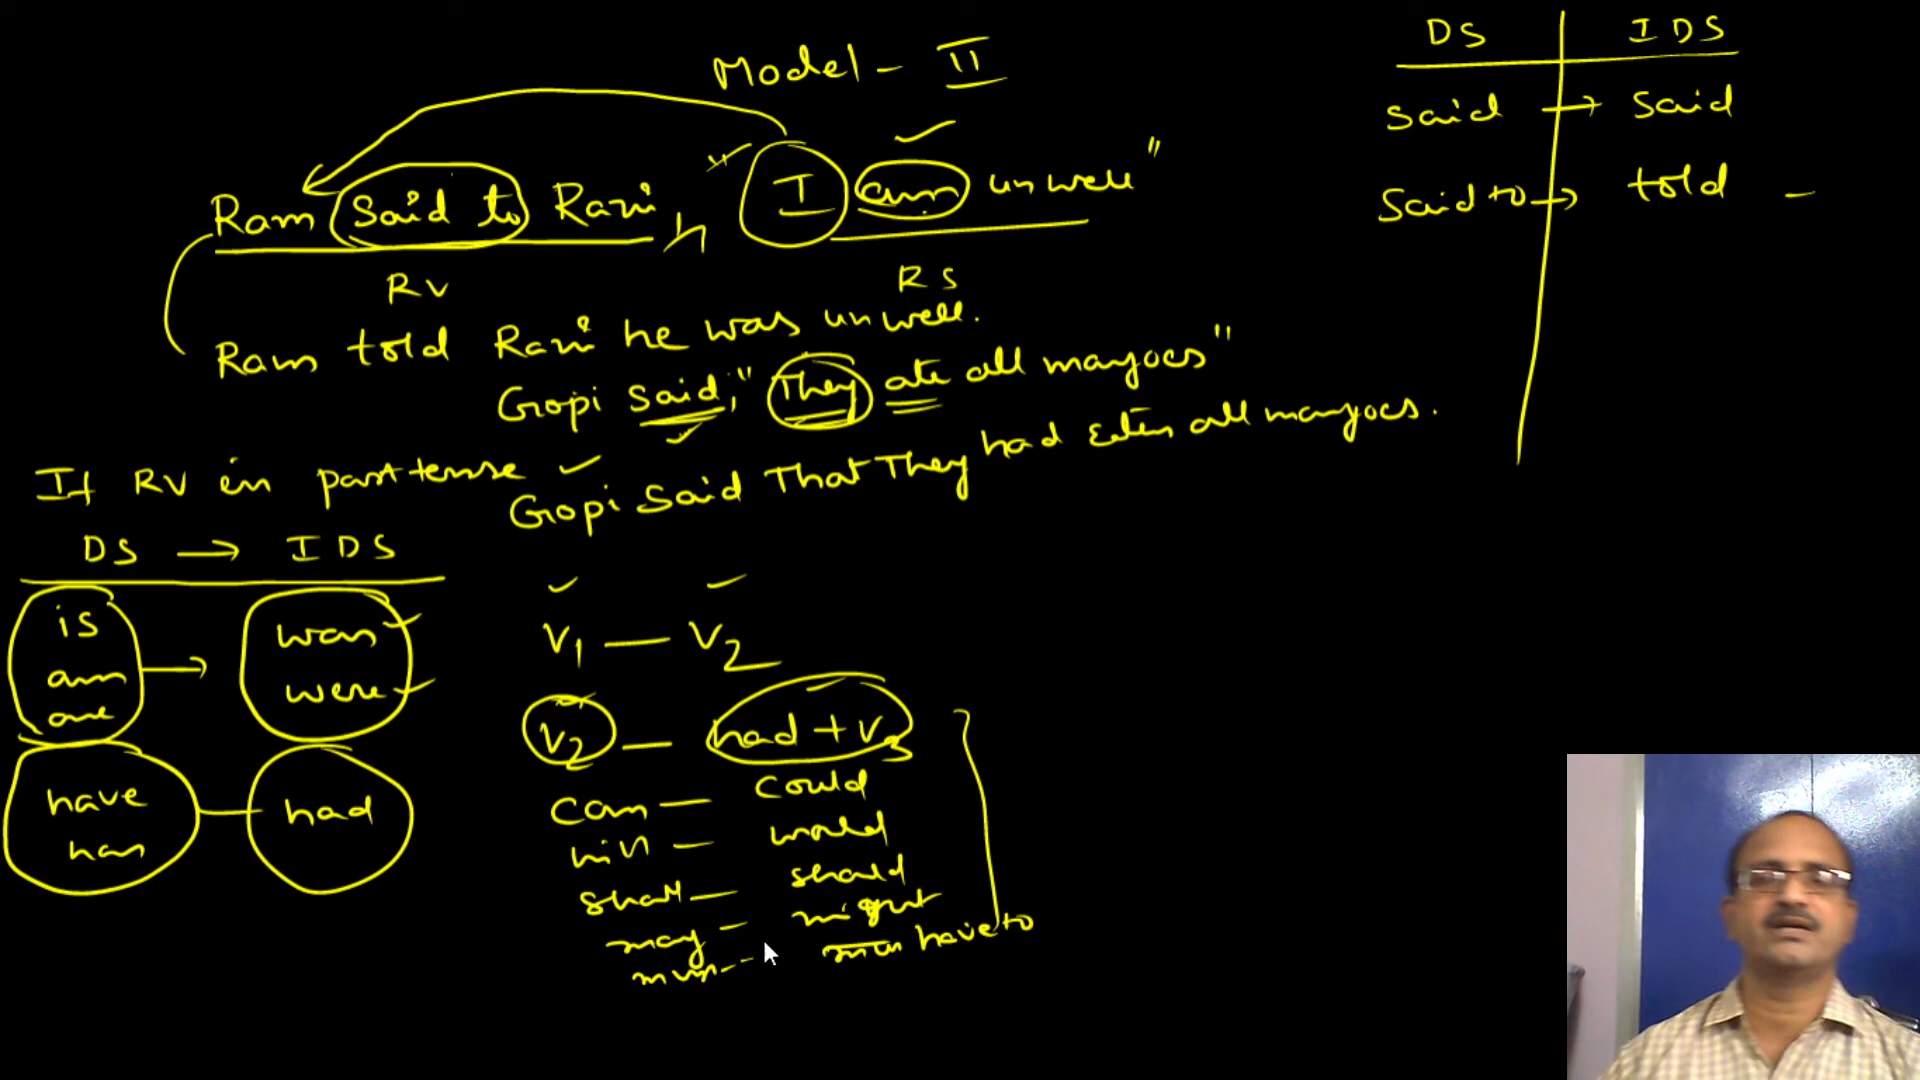 Model - II
Ram said to Rani, "I am unwell"
RV RS
Ram told Rani he was unwell.
Gopi said, "They ate all mangoes"
Gopi said that they had eaten all mangoes.
DS IDS
said → said
said to → told -
If RV in past tense
DS → IDS
is
am
are → was
were
have
has — had
V1 — V2
V2 — had + V3
can — could
will — would
shall — should
may — might
must -- have to